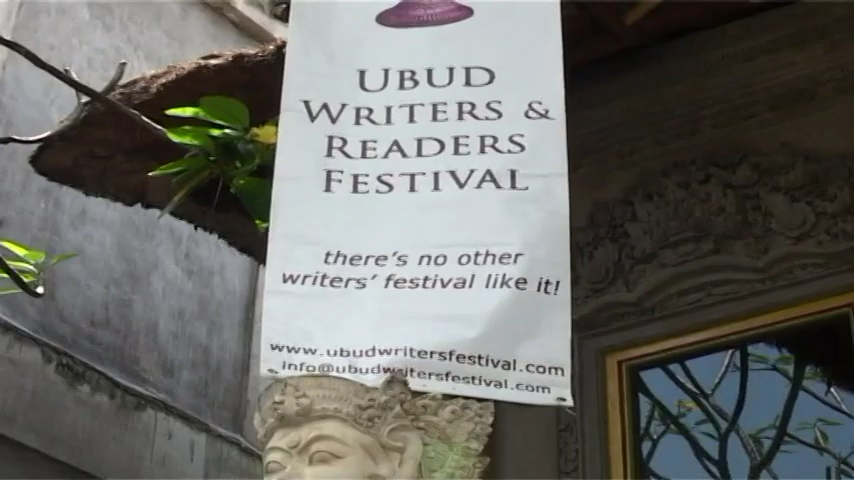 UBUD
WRITERS &
READERS
FESTIVAL
there's no other
writers' festival like it!
www.ubudwritersfestival.com
info@ubudwritersfestival.com